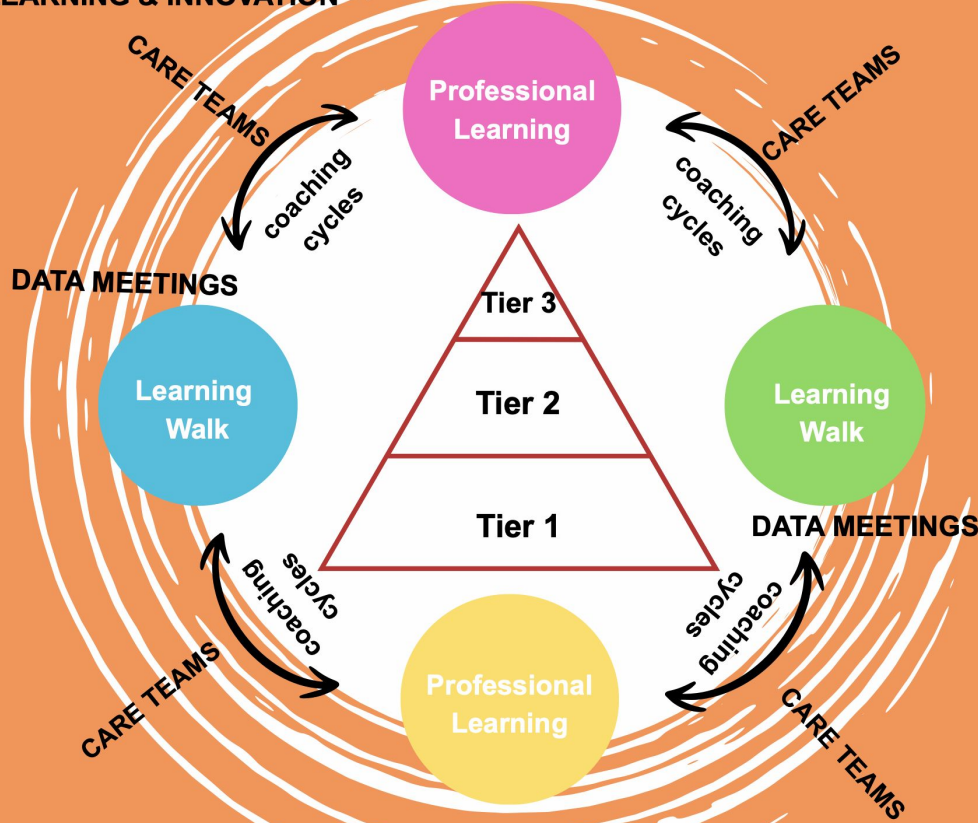 LEARNING & INNOVATION
CARE TEAMS
CARE TEAMS
Professional
Learning
coaching
cycles
coaching
cycles
DATA MEETINGS
Tier 3
Learning
Walk
Tier 2
Learning
Walk
Tier 1
DATA MEETINGS
coaching
cycles
coaching
cycles
CARE TEAMS
Professional
Learning
CARE TEAMS